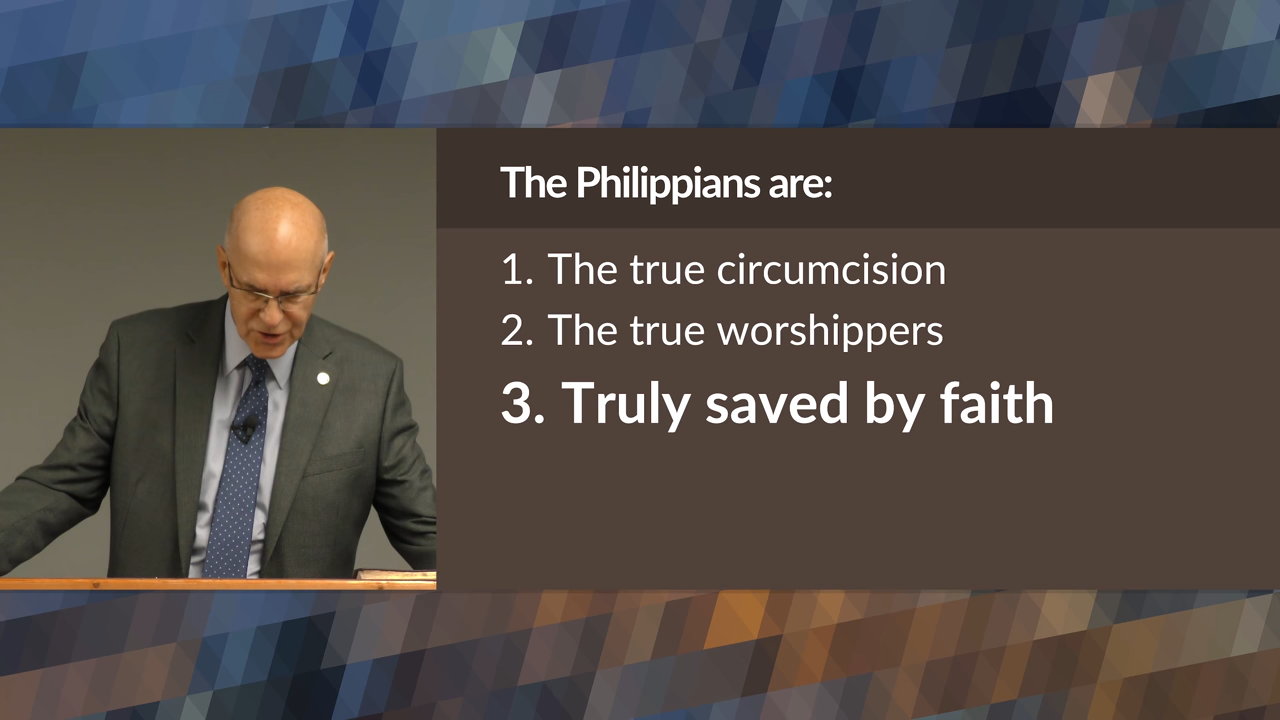 The Philippians are:
1. The true circumcision
2. The true worshippers
3. Truly saved by faith